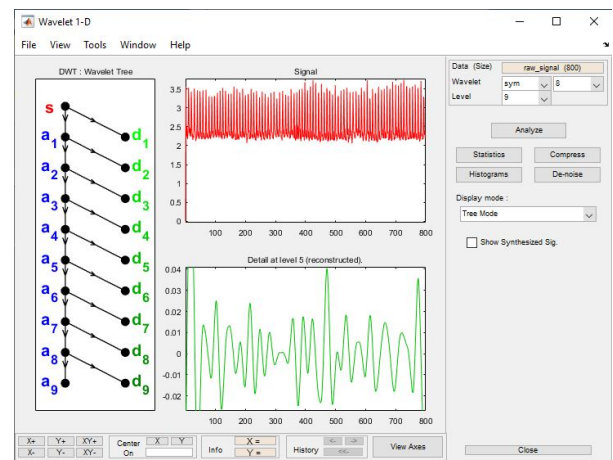 Wavelet 1-D
File View Tools Window Help
DWT : Wavelet Tree
s
a1 d1
a2 d2
a3 d3
a4 d4
a5 d5
a6 d6
a7 d7
a8 d8
a9 d9
Signal
3.5
3
2.5
2
1.5
1
0.5
0
100 200 300 400 500 600 700 800
Detail at level 5 (reconstructed).
0.04
0.03
0.02
0.01
0
-0.01
-0.02
100 200 300 400 500 600 700 800
Data (Size) raw_signal (800)
Wavelet sym 8
Level 9
Analyze
Statistics Compress
Histograms De-noise
Display mode :
Tree Mode
Show Synthesized Sig.
X+ Y+ XY+
X- Y- XY-
Center On X Y
Info X = Y =
History <- -> <<-
View Axes
Close